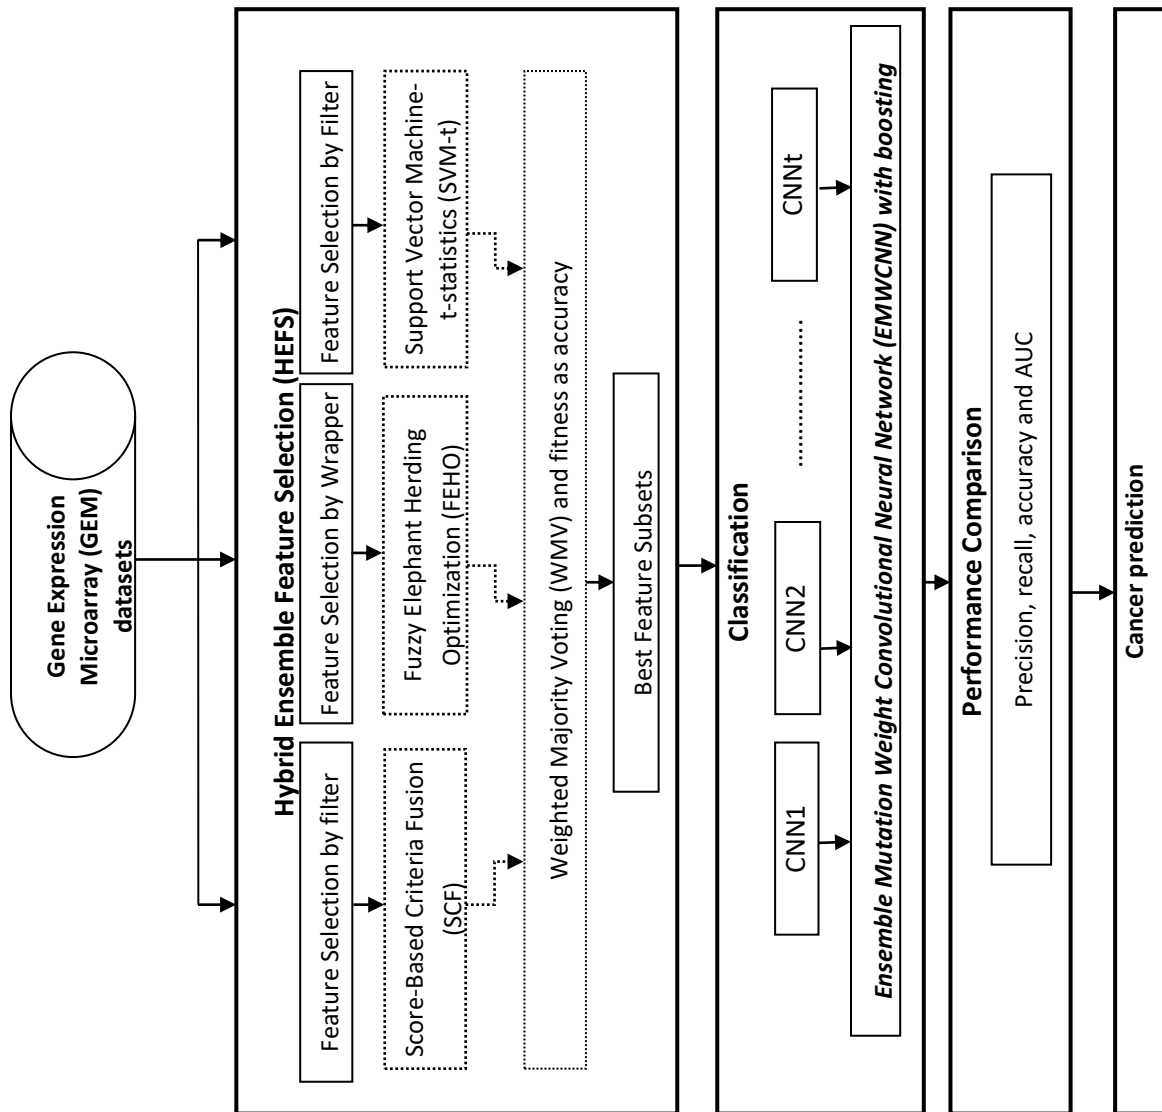 Gene Expression
Microarray (GEM)
datasets
Hybrid Ensemble Feature Selection (HEFS)
Feature Selection by filter
Feature Selection by Wrapper
Feature Selection by Filter
Score-Based Criteria Fusion
(SCF)
Fuzzy Elephant Herding
Optimization (FEHO)
Support Vector Machine-
t-statistics (SVM-t)
Weighted Majority Voting (WMV) and fitness as accuracy
Best Feature Subsets
Classification
CNN1
CNN2
CNNt
Ensemble Mutation Weight Convolutional Neural Network (EMWCNN) with boosting
Performance Comparison
Precision, recall, accuracy and AUC
Cancer prediction